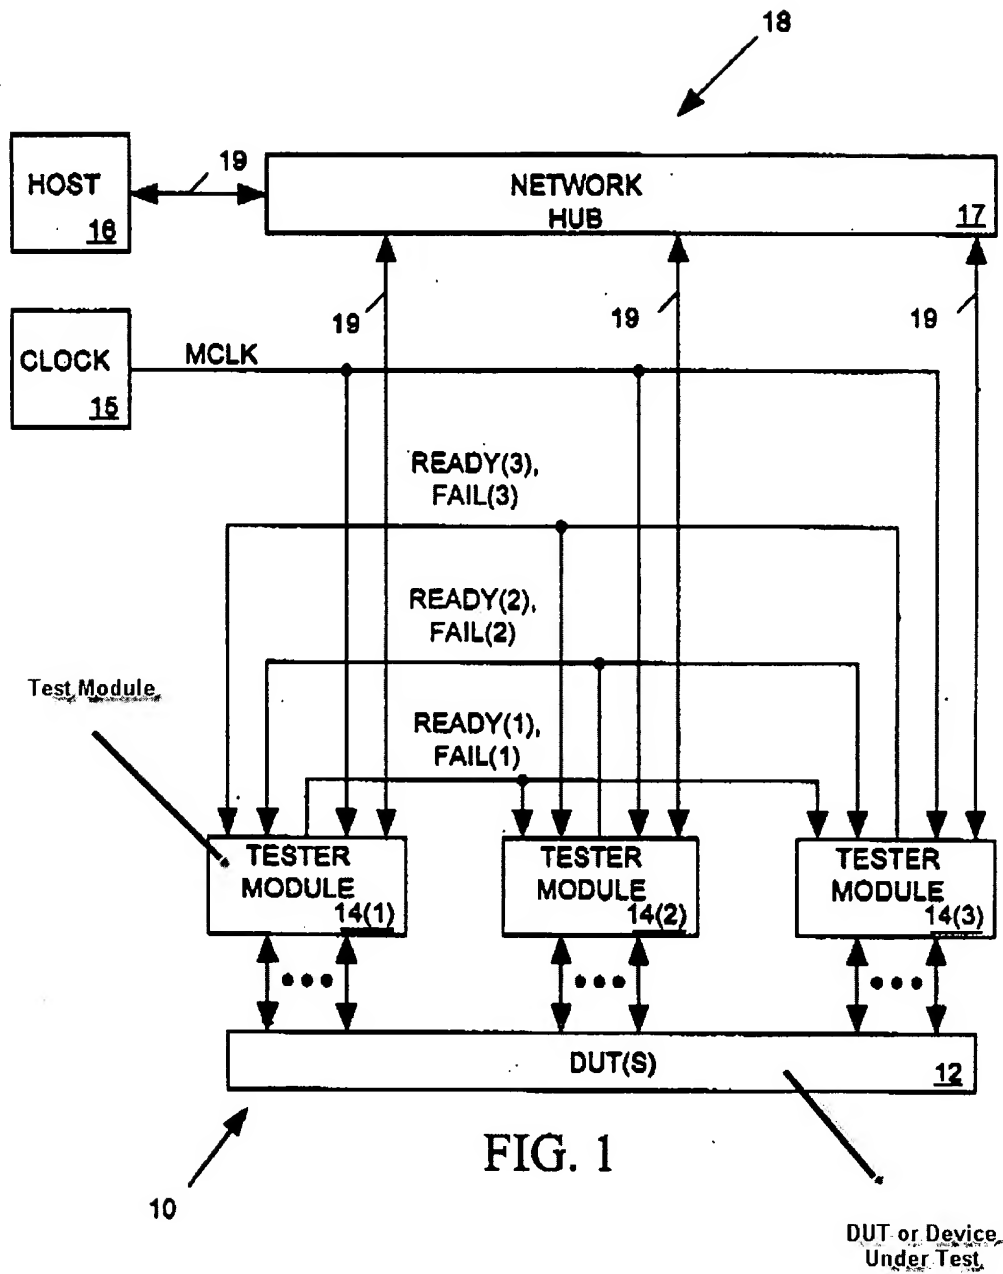 18
HOST
16
19
NETWORK
HUB
17
19
19
19
CLOCK
15
MCLK
READY(3),
FAIL(3)
READY(2),
FAIL(2)
Test Module
READY(1),
FAIL(1)
TESTER
MODULE
14(1)
TESTER
MODULE
14(2)
TESTER
MODULE
14(3)
DUT(S)
12
FIG. 1
10
DUT or Device
Under Test